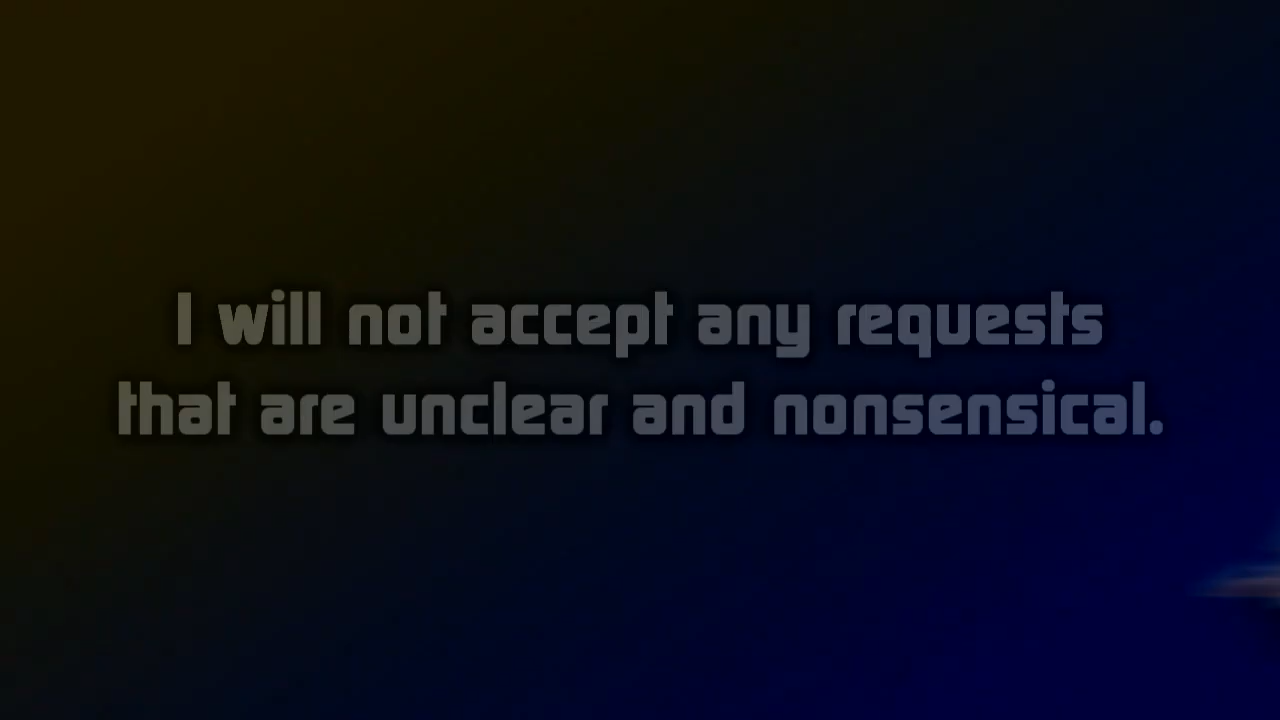 I will not accept any requests
that are unclear and nonsensical.